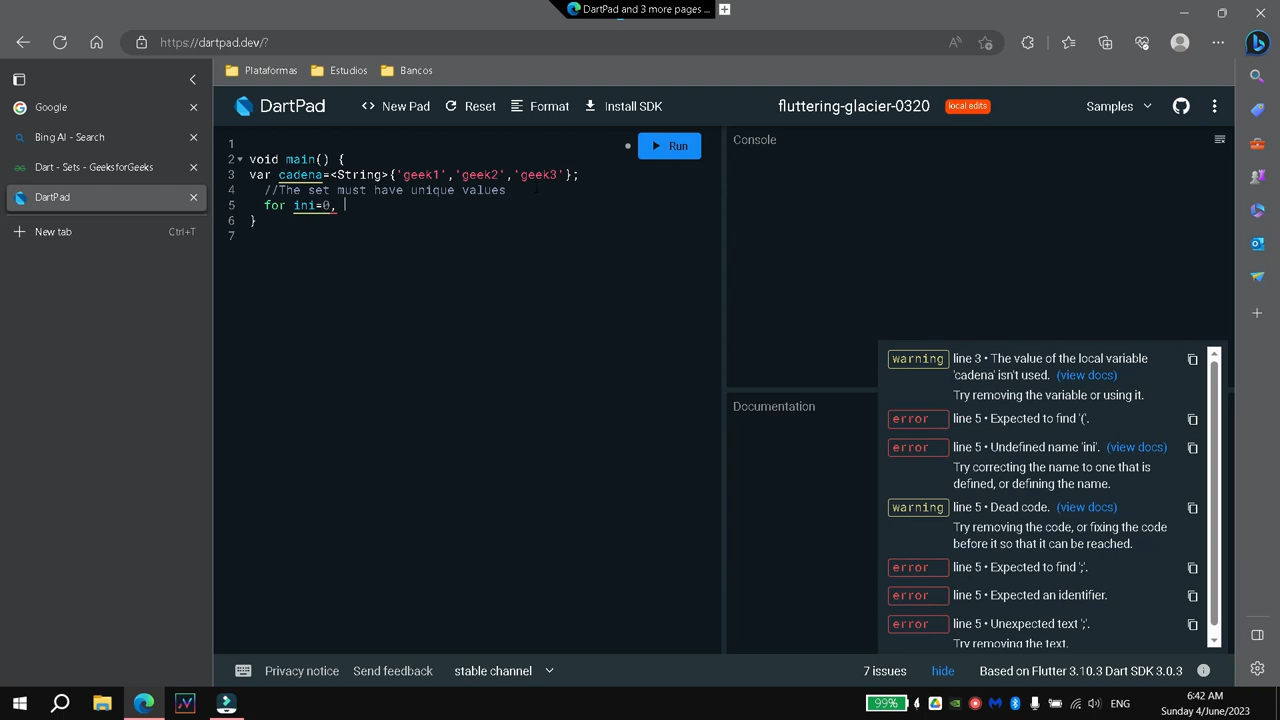 DartPad and 3 more pages ...
https://dartpad.dev/?
Plataformas
Estudios
Bancos
Google
Bing AI - Search
Dart - Sets - GeeksforGeeks
DartPad
New tab
Ctrl+T
DartPad
<> New Pad
Reset
Format
Install SDK
fluttering-glacier-0320
local edits
Samples
Run
1
2 void main() {
3 var cadena=<String>{'geek1','geek2','geek3'};
4 //The set must have unique values
5 for ini=0,
6 }
7
Console
warning line 3 • The value of the local variable
'cadena' isn't used. (view docs)
Try removing the variable or using it.
error line 5 • Expected to find '('.
error line 5 • Undefined name 'ini'. (view docs)
Try correcting the name to one that is
defined, or defining the name.
warning line 5 • Dead code. (view docs)
Try removing the code, or fixing the code
before it so that it can be reached.
error line 5 • Expected to find ';'.
error line 5 • Expected an identifier.
error line 5 • Unexpected text ';'.
Try removing the text.
Documentation
Privacy notice
Send feedback
stable channel
7 issues
hide
Based on Flutter 3.10.3 Dart SDK 3.0.3
99%
ENG
6:42 AM
Sunday 4/June/2023